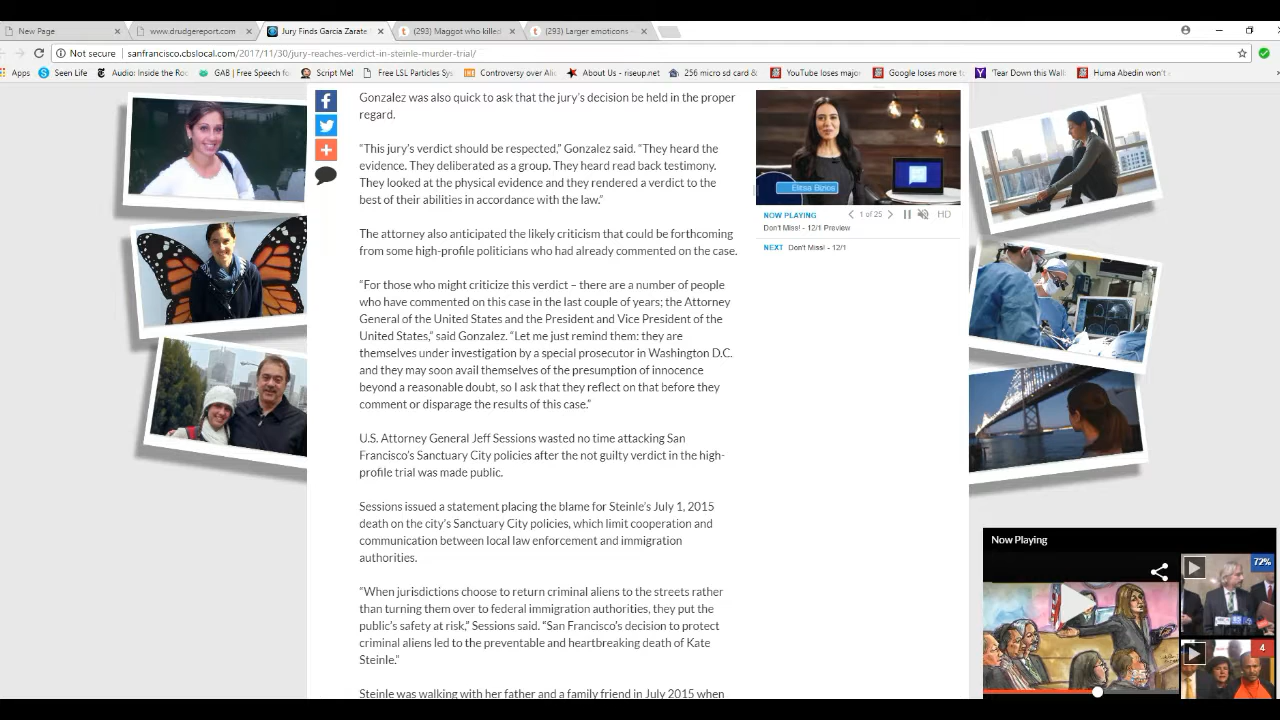 New Page
www.drudgereport.com
Jury Finds Garcia Zarate
(293) Maggot who killed
(293) Larger emoticons
Not secure
sanfrancisco.cbslocal.com/2017/11/30/jury-reaches-verdict-in-steinle-murder-trial/
Apps
Seen Life
Audio: Inside the Ro
GAB | Free Speech fo
Script Me!
Free LSL Particles Sys
Controversy over Ali
About Us - riseup.net
256 micro sd card &
YouTube loses major
Google loses more t
'Tear Down this Wall
Huma Abedin won't
Gonzalez was also quick to ask that the jury's decision be held in the proper
regard.
“This jury's verdict should be respected,” Gonzalez said. “They heard the
evidence. They deliberated as a group. They heard read back testimony.
They looked at the physical evidence and they rendered a verdict to the
best of their abilities in accordance with the law.”
The attorney also anticipated the likely criticism that could be forthcoming
from some high-profile politicians who had already commented on the case.
“For those who might criticize this verdict – there are a number of people
who have commented on this case in the last couple of years; the Attorney
General of the United States and the President and Vice President of the
United States,” said Gonzalez. “Let me just remind them: they are
themselves under investigation by a special prosecutor in Washington D.C.
and they may soon avail themselves of the presumption of innocence
beyond a reasonable doubt, so I ask that they reflect on that before they
comment or disparage the results of this case.”
U.S. Attorney General Jeff Sessions wasted no time attacking San
Francisco's Sanctuary City policies after the not guilty verdict in the high-
profile trial was made public.
Sessions issued a statement placing the blame for Steinle's July 1, 2015
death on the city's Sanctuary City policies, which limit cooperation and
communication between local law enforcement and immigration
authorities.
“When jurisdictions choose to return criminal aliens to the streets rather
than turning them over to federal immigration authorities, they put the
public's safety at risk,” Sessions said. “San Francisco's decision to protect
criminal aliens led to the preventable and heartbreaking death of Kate
Steinle.”
Steinle was walking with her father and a family friend in July 2015 when
Elitsa Bizios
NOW PLAYING
1 of 25
HD
Don't Miss! - 12/1 Preview
NEXT Don't Miss! - 12/1
Now Playing
72%
4